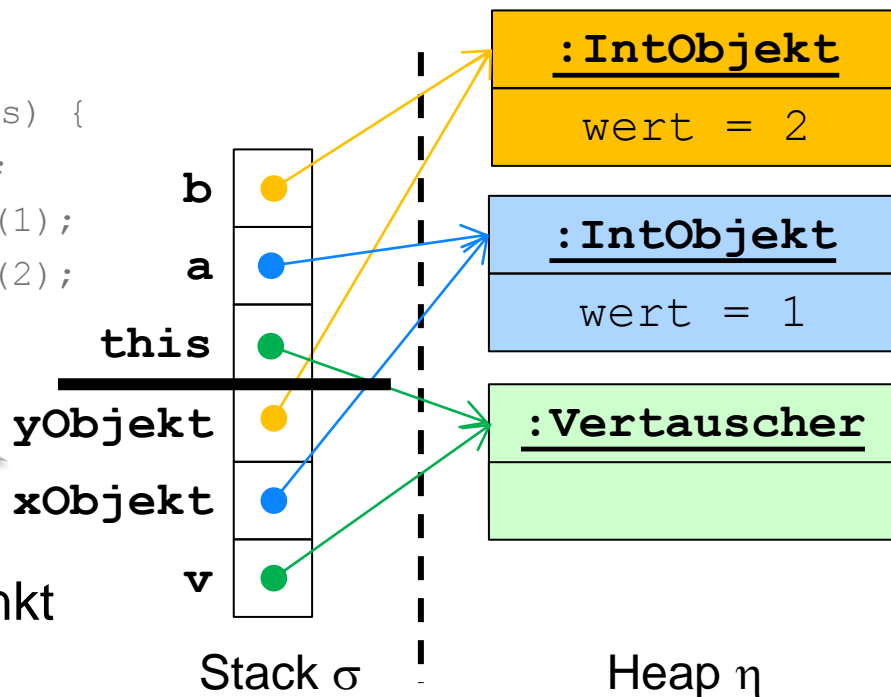 s) {
;
(1);
(2);
b
a
this
yObjekt
xObjekt
v
nkt
Stack σ
:IntObjekt
wert = 2
:IntObjekt
wert = 1
:Vertauscher
Heap η